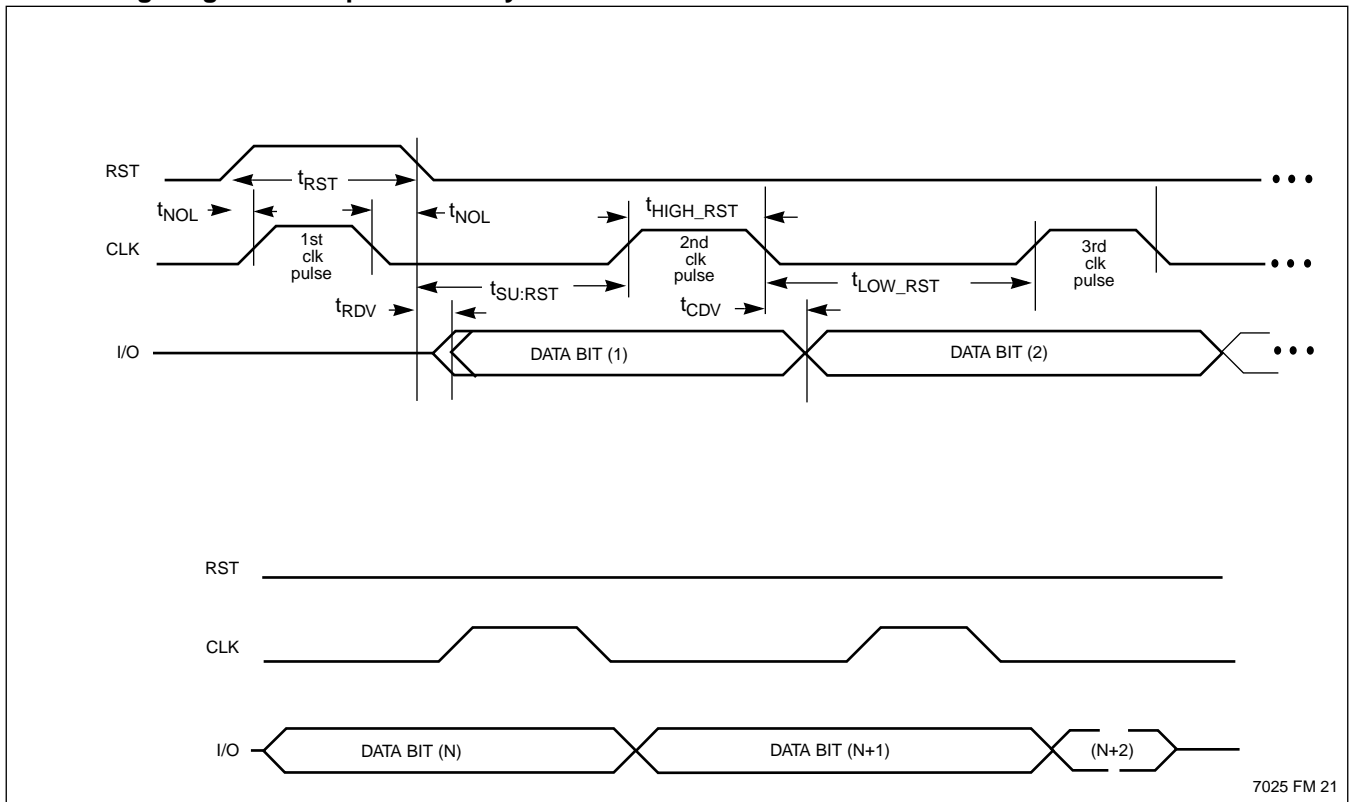 RST
tRST
tNOL
tNOL
tHIGH_RST
CLK
1st
clk
pulse
2nd
clk
pulse
3rd
clk
pulse
tSU:RST
tLOW_RST
tRDV
tCDV
I/O
DATA BIT (1)
DATA BIT (2)
RST
CLK
I/O
DATA BIT (N)
DATA BIT (N+1)
(N+2)
7025 FM 21